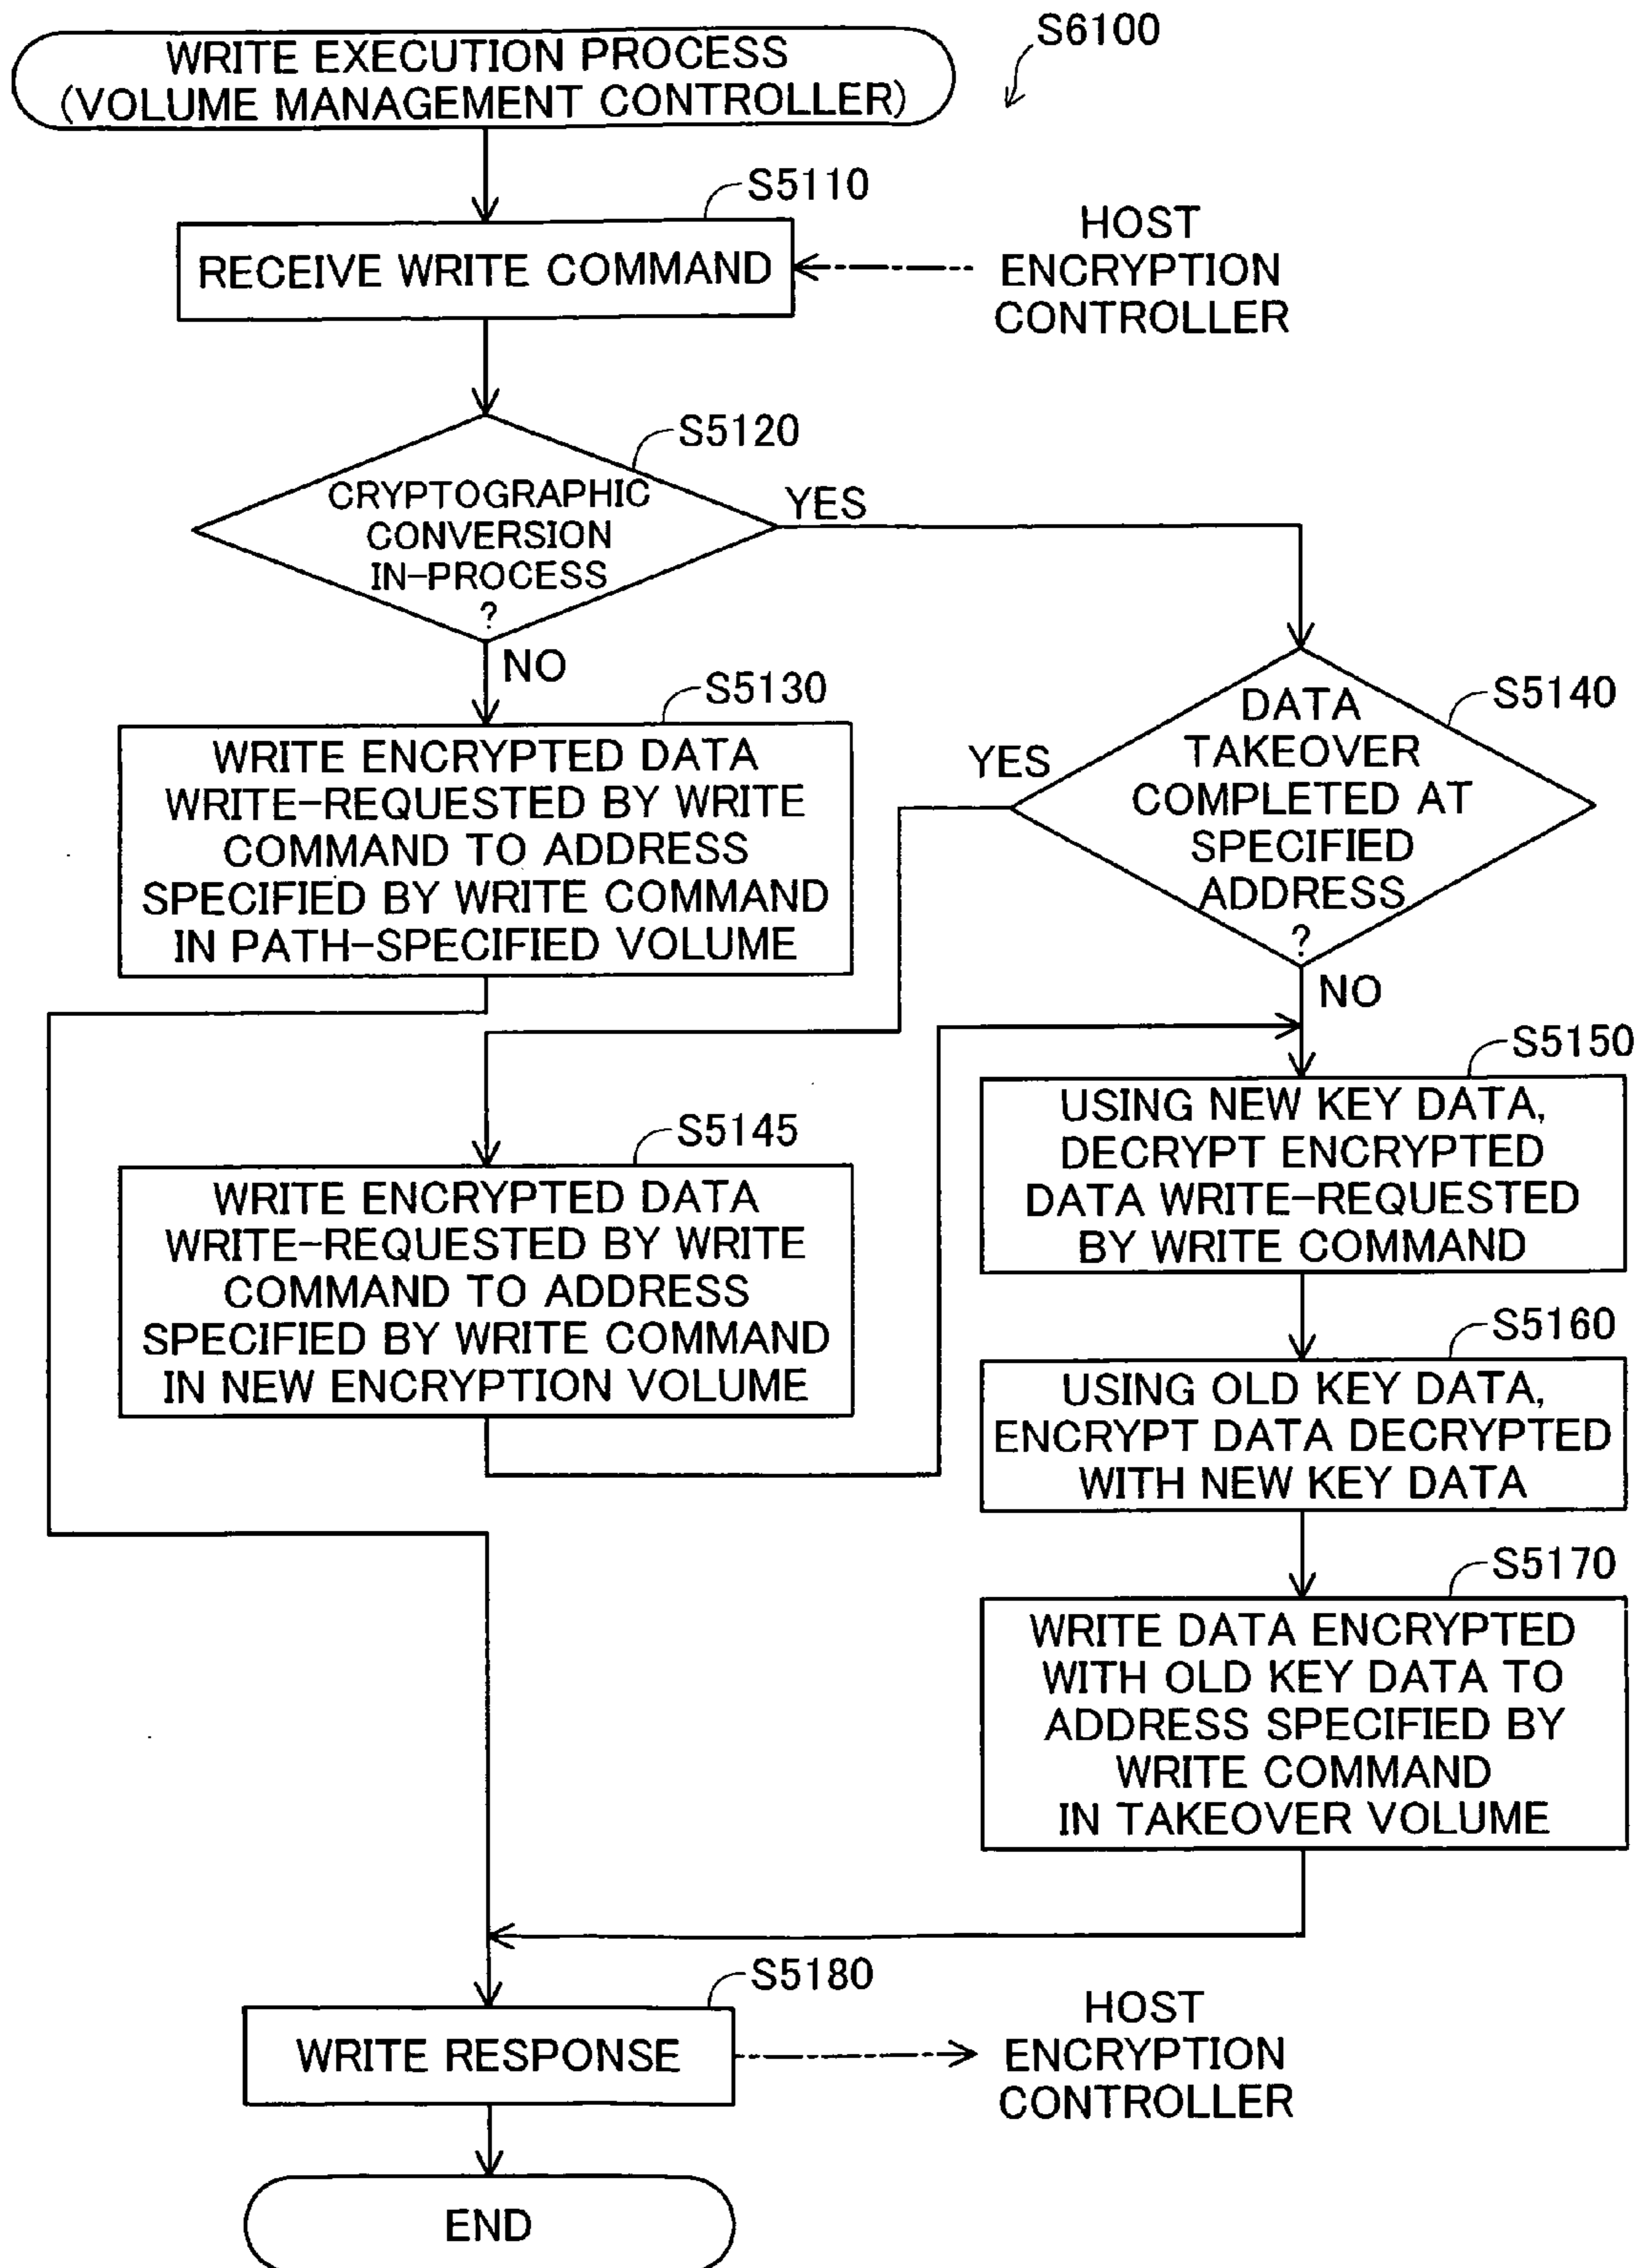 S6100
WRITE EXECUTION PROCESS
(VOLUME MANAGEMENT CONTROLLER)
S5110
RECEIVE WRITE COMMAND
HOST
ENCRYPTION
CONTROLLER
S5120
CRYPTOGRAPHIC
CONVERSION
IN-PROCESS
?
YES
NO
S5130
WRITE ENCRYPTED DATA
WRITE-REQUESTED BY WRITE
COMMAND TO ADDRESS
SPECIFIED BY WRITE COMMAND
IN PATH-SPECIFIED VOLUME
S5140
DATA
TAKEOVER
COMPLETED AT
SPECIFIED
ADDRESS
?
YES
NO
S5145
WRITE ENCRYPTED DATA
WRITE-REQUESTED BY WRITE
COMMAND TO ADDRESS
SPECIFIED BY WRITE COMMAND
IN NEW ENCRYPTION VOLUME
S5150
USING NEW KEY DATA,
DECRYPT ENCRYPTED
DATA WRITE-REQUESTED
BY WRITE COMMAND
S5160
USING OLD KEY DATA,
ENCRYPT DATA DECRYPTED
WITH NEW KEY DATA
S5170
WRITE DATA ENCRYPTED
WITH OLD KEY DATA TO
ADDRESS SPECIFIED BY
WRITE COMMAND
IN TAKEOVER VOLUME
S5180
WRITE RESPONSE
HOST
ENCRYPTION
CONTROLLER
END